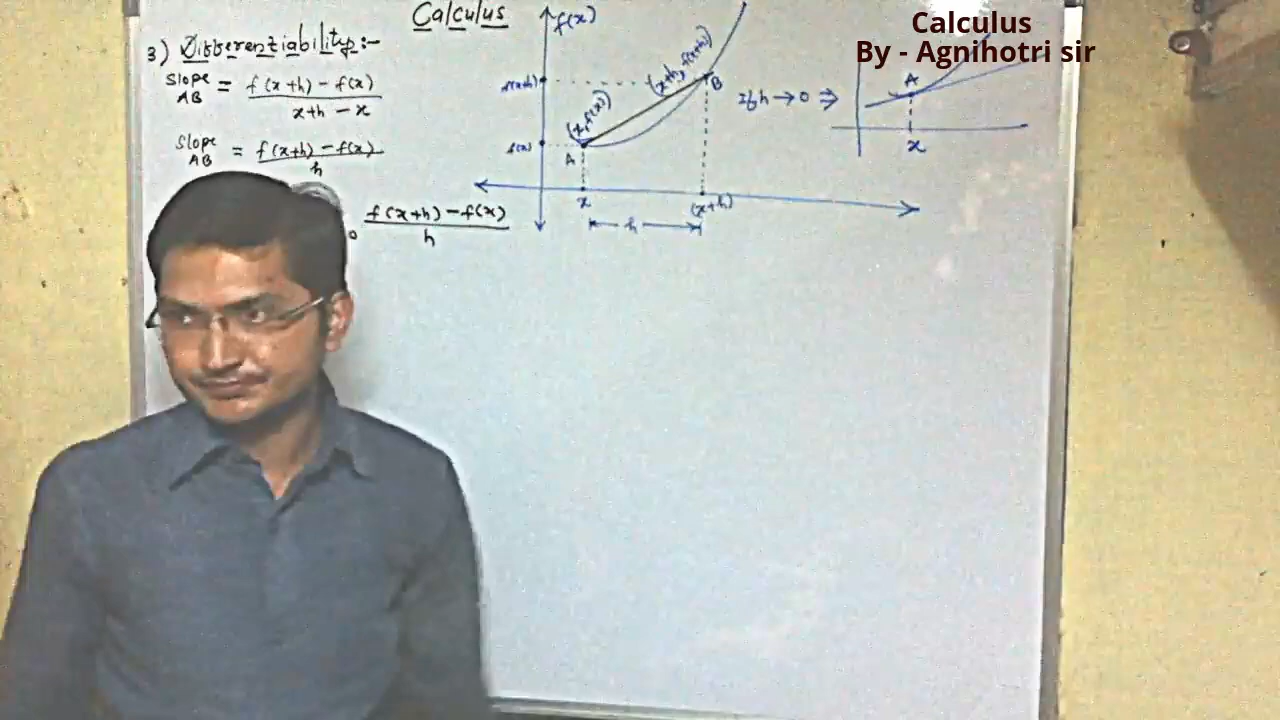 Calculus
Calculus
By - Agnihotri sir
3) Differentiability:-
Slope AB = f(x+h) - f(x) / x+h - x
Slope AB = f(x+h) - f(x) / h
f(x+h) - f(x) / h
f(x)
f(x+h)
f(x)
(x, f(x))
(x+h, f(x+h))
A
B
x
(x+h)
h
If h → 0 ⇒
A
x